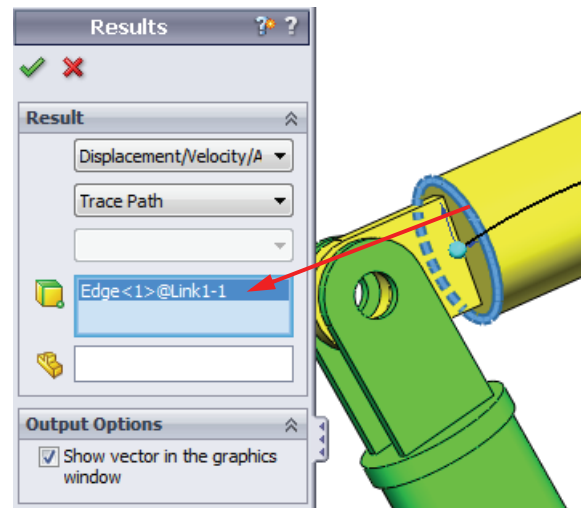 Results ? ?
Result
Displacement/Velocity/A
Trace Path
Edge<1>@Link1-1
Output Options
Show vector in the graphics
window